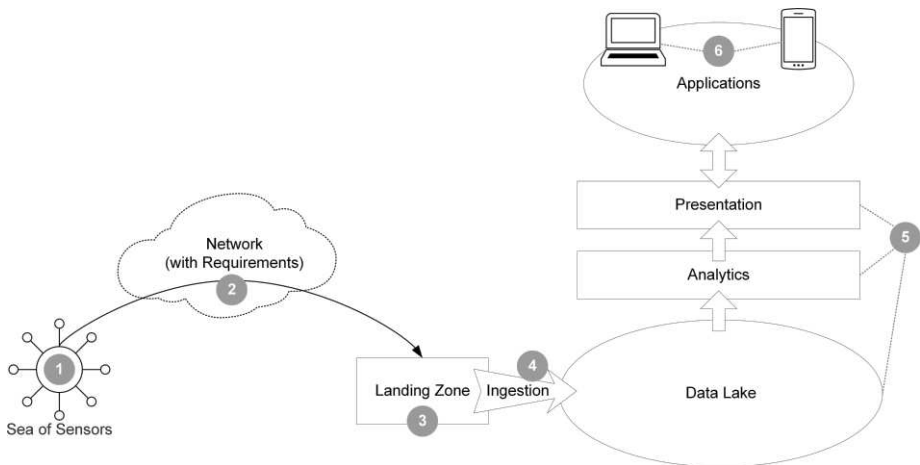 6
Applications
Presentation
5
Network
(with Requirements)
2
Analytics
1
4
Landing Zone
Ingestion
Data Lake
3
Sea of Sensors